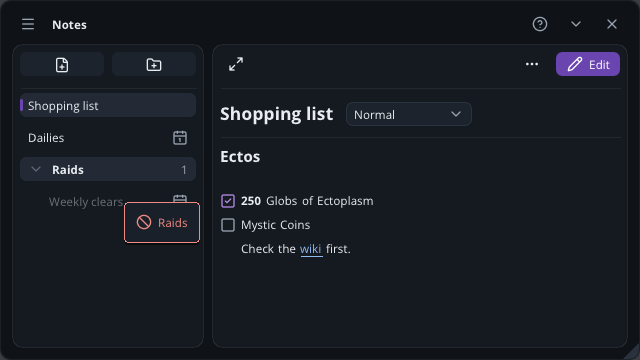 Notes
Edit
Shopping list
Dailies
Raids 1
Weekly clears
Raids
Shopping list
Normal
Ectos
250 Globs of Ectoplasm
Mystic Coins
Check the wiki first.